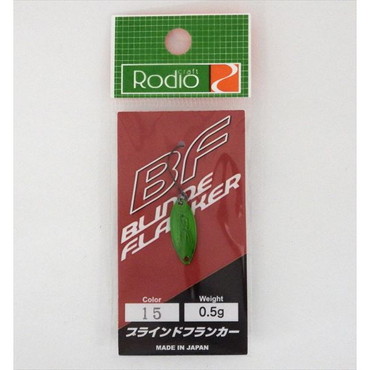 Rodio craft
BF
BLINDE
FLANKER
Color
15
Weight
0.5g
ブラインドフランカー
MADE IN JAPAN